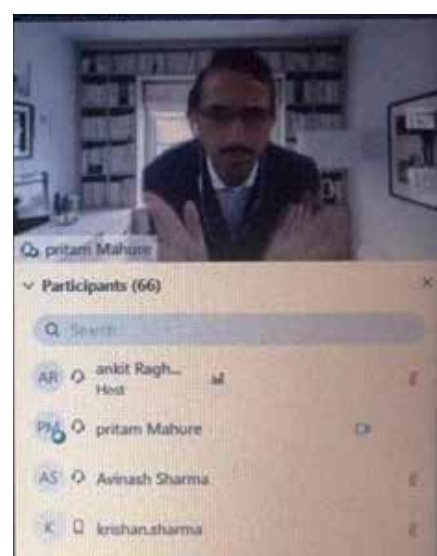 pritam Mahure
Participants (66)
Search
AR ankit Ragh...
Host
PM pritam Mahure
AS Avinash Sharma
K krishan.sharma